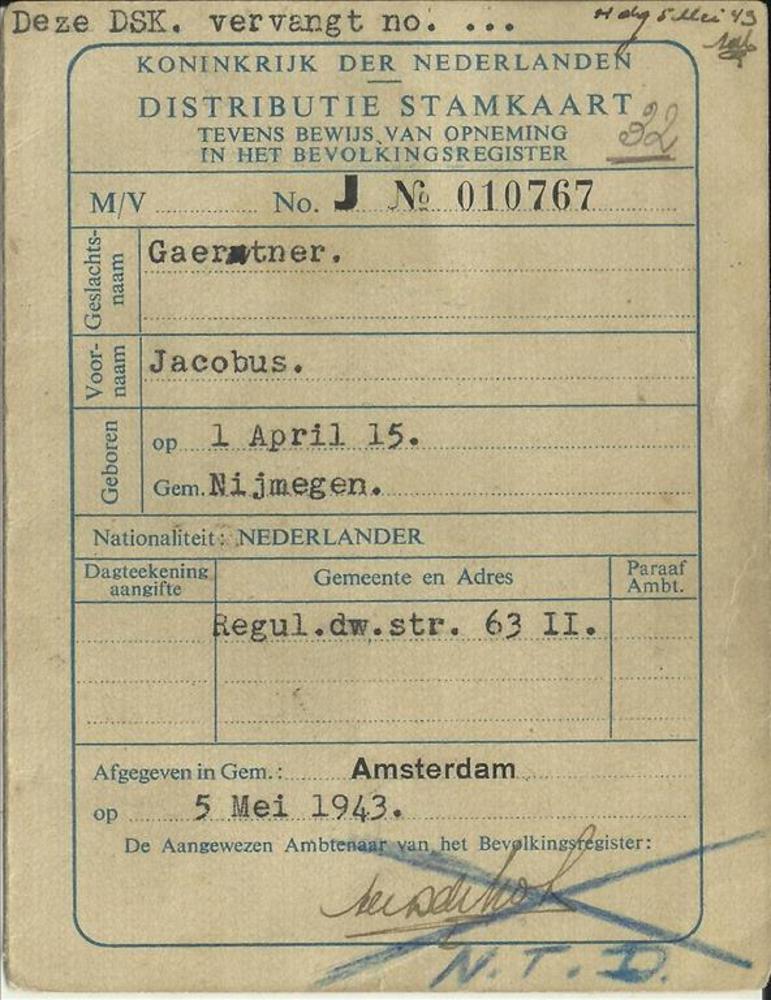 Deze DSK. vervangt no. ...
5 Mei 43
KONINKRIJK DER NEDERLANDEN
DISTRIBUTIE STAMKAART
32
TEVENS BEWIJS VAN OPNEMING
IN HET BEVOLKINGSREGISTER
M/V No. J № 010767
Geslachts-
naam
Gaerntner.
Voor-
naam
Jacobus.
Geboren
op 1 April 15.
Gem. Nijmegen.
Nationaliteit: NEDERLANDER
Dagteekening
aangifte
Gemeente en Adres
Paraaf
Ambt.
Regul.dw.str. 63 II.
Afgegeven in Gem.: Amsterdam
op 5 Mei 1943.
De Aangewezen Ambtenaar van het Bevolkingsregister:
N.T.D.